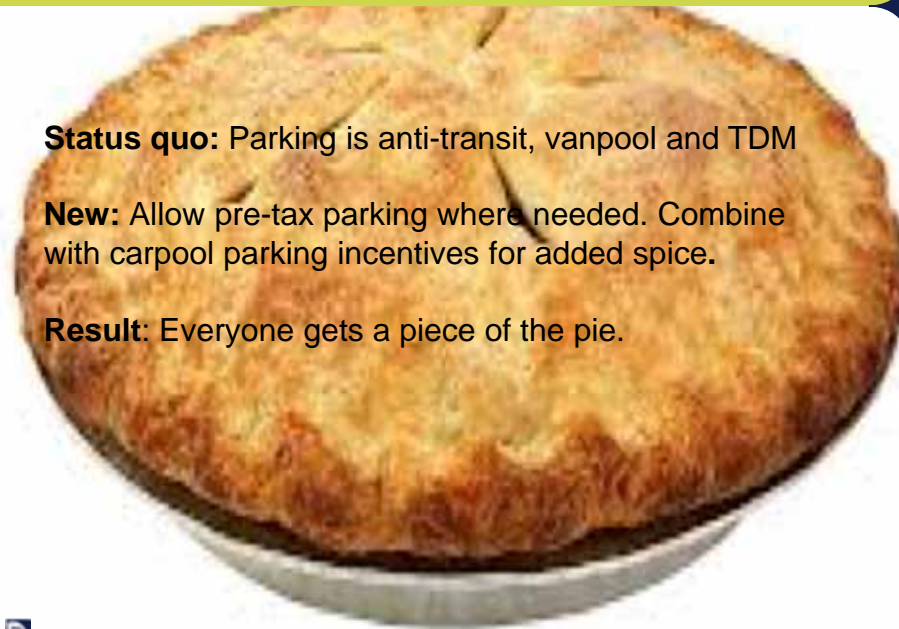 Status quo: Parking is anti-transit, vanpool and TDM
New: Allow pre-tax parking where needed. Combine
with carpool parking incentives for added spice.
Result: Everyone gets a piece of the pie.